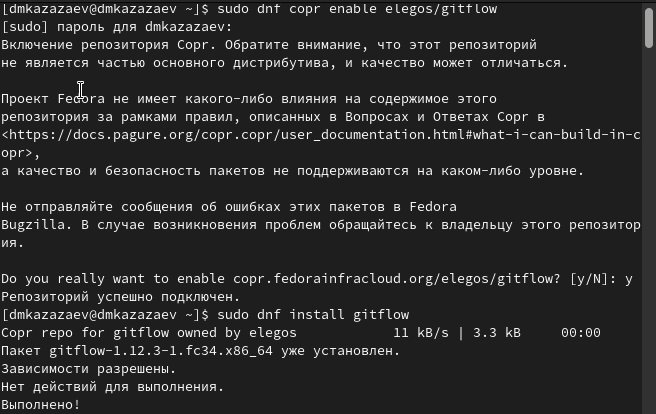 [dmkazazaev@dmkazazaev ~]$ sudo dnf copr enable elegos/gitflow
[sudo] пароль для dmkazazaev:
Включение репозитория Copr. Обратите внимание, что этот репозиторий
не является частью основного дистрибутива, и качество может отличаться.
Проект Fedora не имеет какого-либо влияния на содержимое этого
репозитория за рамками правил, описанных в Вопросах и Ответах Copr в
<https://docs.pagure.org/copr.copr/user_documentation.html#what-i-can-build-in-c
opr>,
а качество и безопасность пакетов не поддерживаются на каком-либо уровне.
Не отправляйте сообщения об ошибках этих пакетов в Fedora
Bugzilla. В случае возникновения проблем обращайтесь к владельцу этого репозитор
ия.
Do you really want to enable copr.fedorainfracloud.org/elegos/gitflow? [y/N]: y
Репозиторий успешно подключен.
[dmkazazaev@dmkazazaev ~]$ sudo dnf install gitflow
Copr repo for gitflow owned by elegos 11 kB/s | 3.3 kB 00:00
Пакет gitflow-1.12.3-1.fc34.x86_64 уже установлен.
Зависимости разрешены.
Нет действий для выполнения.
Выполнено!